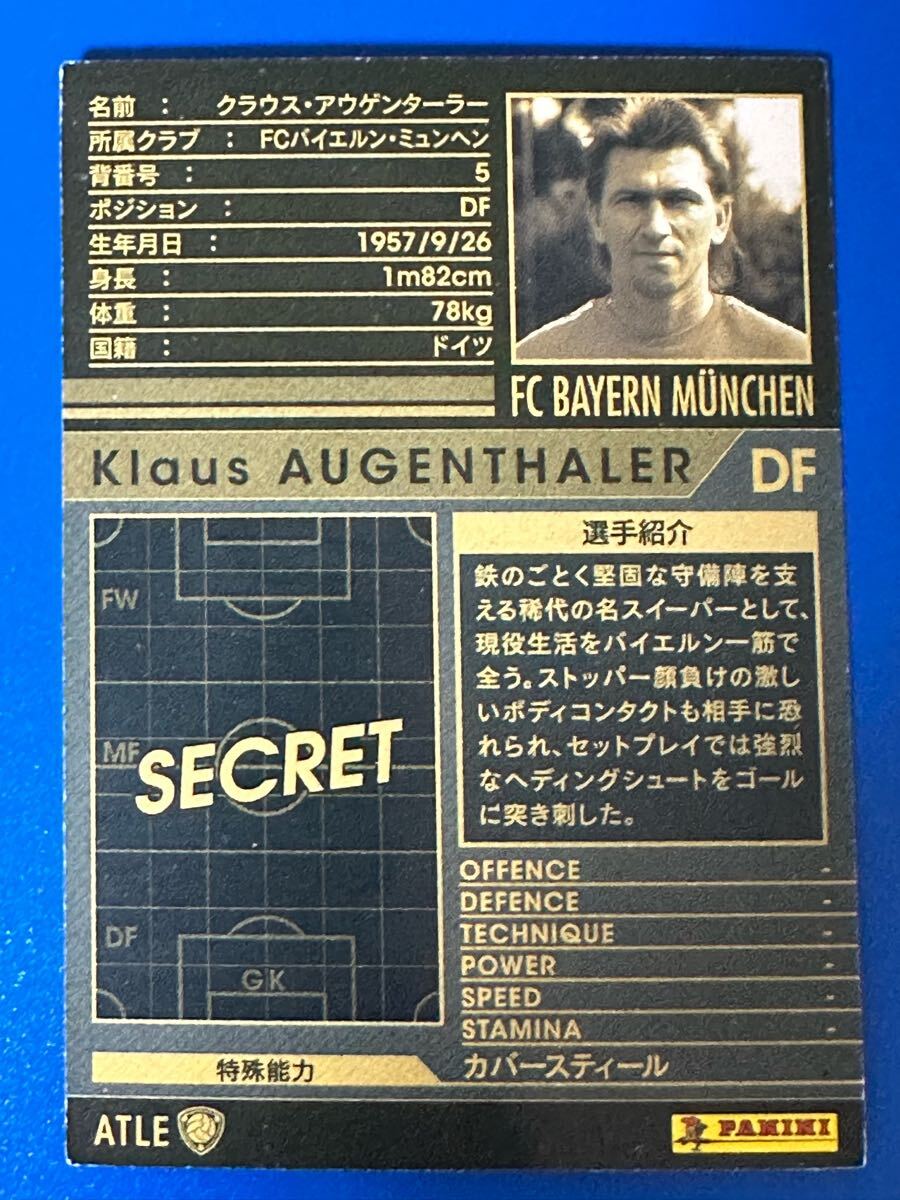 名前 : クラウス・アウゲンターラー
所属クラブ : FCバイエルン・ミュンヘン
背番号 : 5
ポジション : DF
生年月日 : 1957/9/26
身長 : 1m82cm
体重 : 78kg
国籍 : ドイツ
FC BAYERN MÜNCHEN
Klaus AUGENTHALER DF
FW
MF
SECRET
DF
GK
選手紹介
鉄のごとく堅固な守備陣を支
える稀代の名スイーパーとして、
現役生活をバイエルン一筋で
全う。ストッパー顔負けの激し
いボディコンタクトも相手に恐
れられ、セットプレイでは強烈
なヘディングシュートをゴール
に突き刺した。
OFFENCE -
DEFENCE -
TECHNIQUE -
POWER -
SPEED -
STAMINA -
特殊能力 カバースティール
ATLE
PANINI